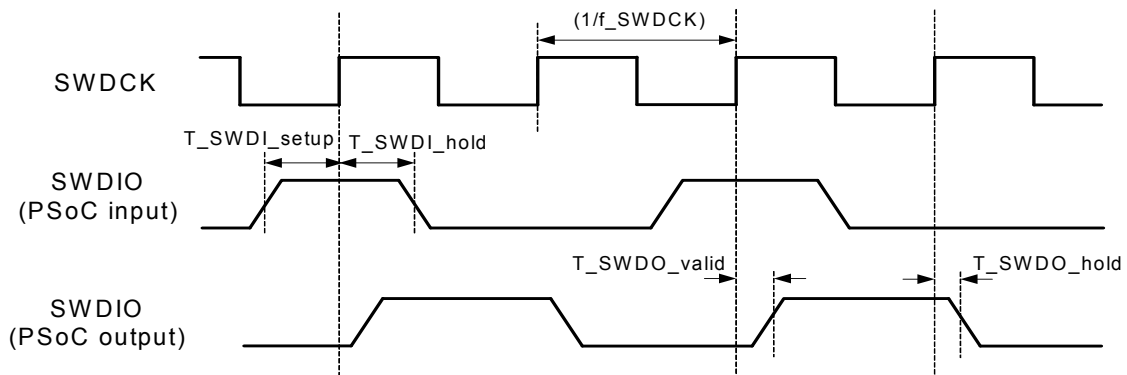 (1/f_SWDCK)
SWDCK
T_SWDI_setup
T_SWDI_hold
SWDIO
(PSoC input)
T_SWDO_valid
T_SWDO_hold
SWDIO
(PSoC output)